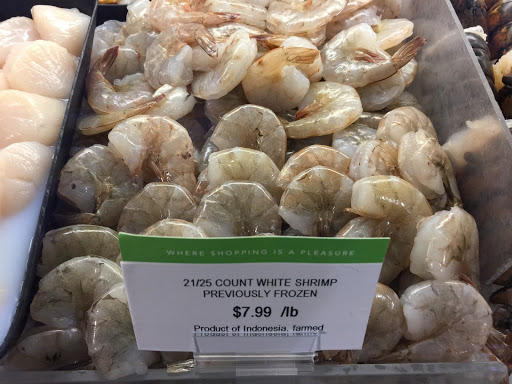 WHERE SHOPPING IS A PLEASURE
21/25 COUNT WHITE SHRIMP
PREVIOUSLY FROZEN
$7.99 /lb
Product of Indonesia, farmed